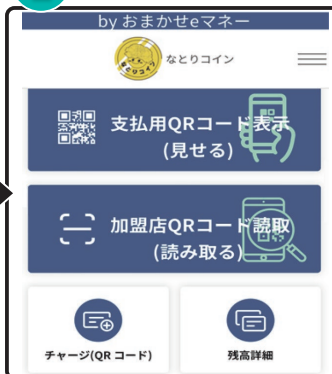 by おまかせeマネー
なとりコイン
支払用QRコード表示
(見せる)
加盟店QRコード読取
(読み取る)
チャージ(QRコード)
残高詳細